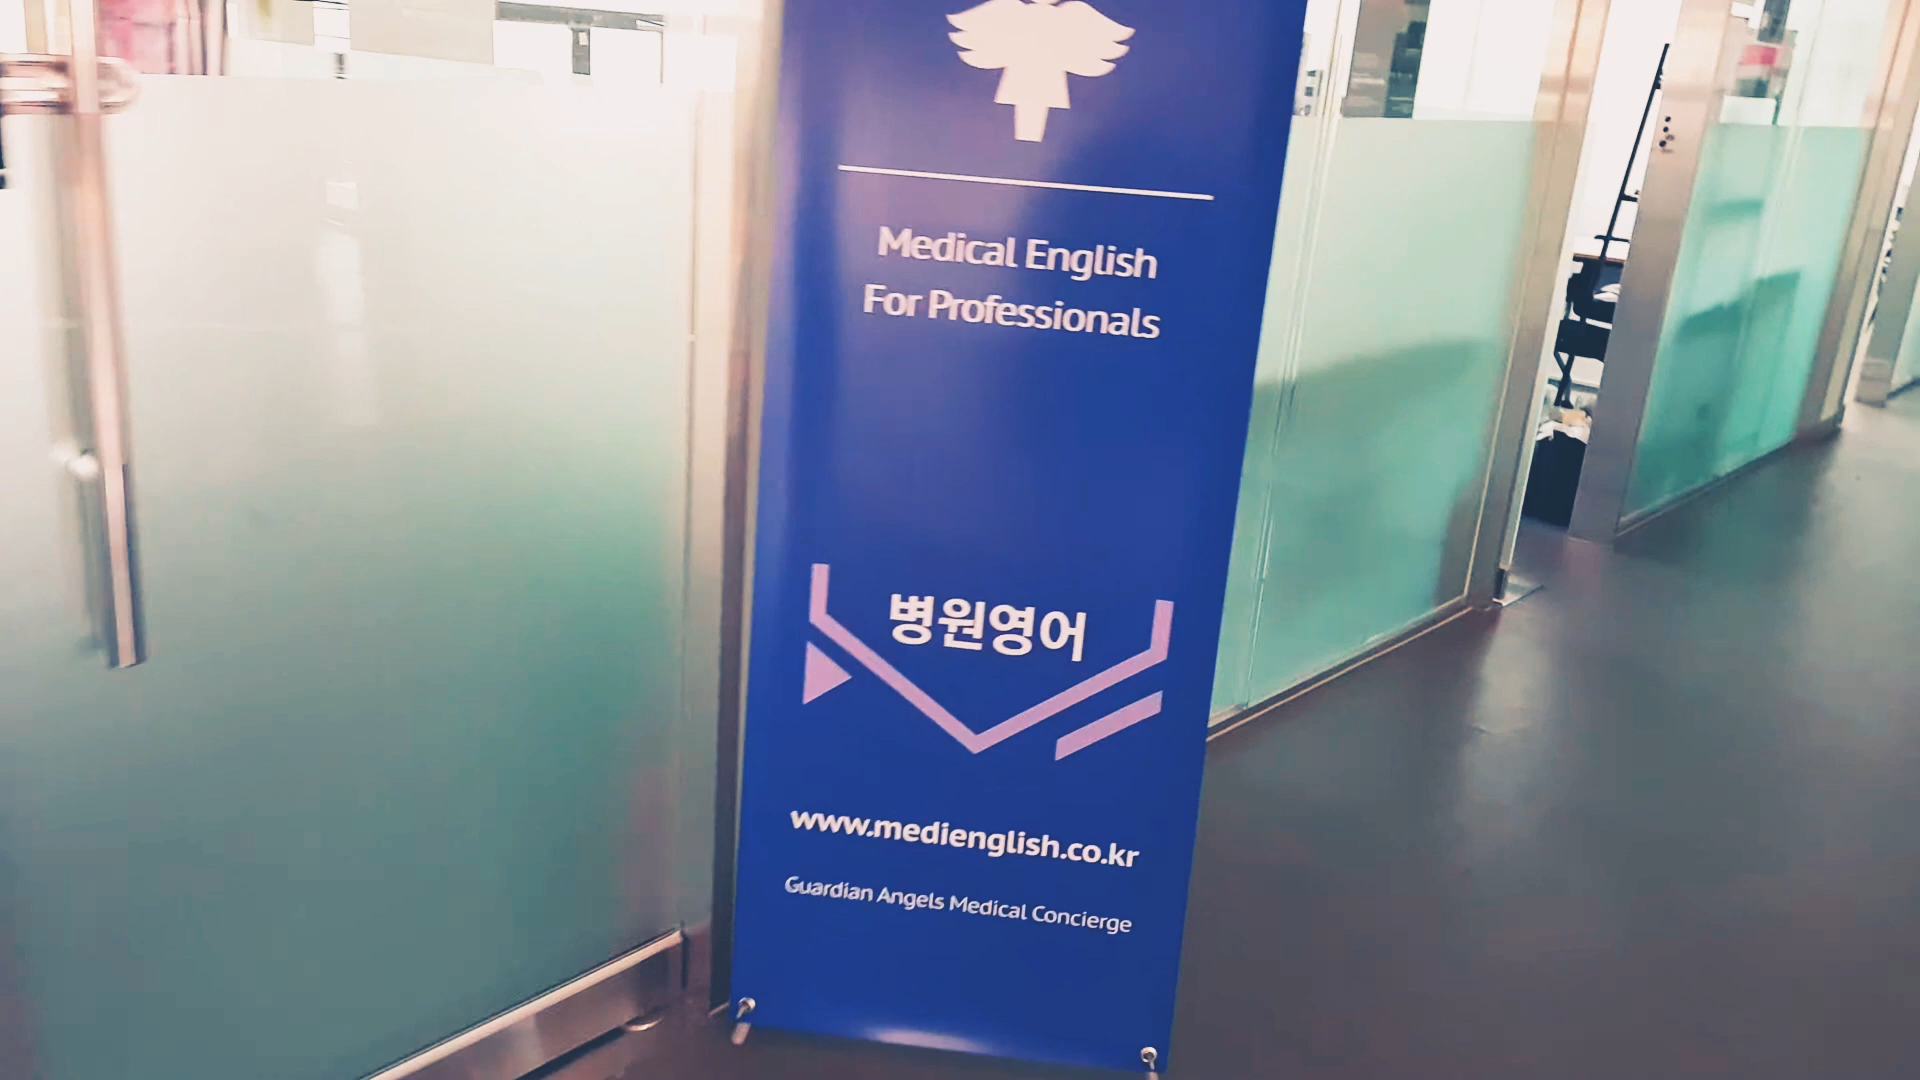 Medical English
For Professionals
병원영어
www.medienglish.co.kr
Guardian Angels Medical Concierge